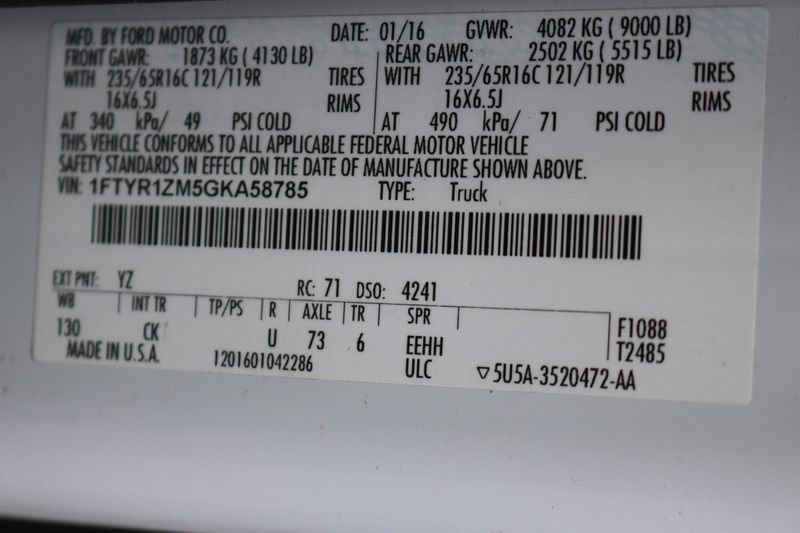 MFD. BY FORD MOTOR CO. DATE: 01/16 GVWR: 4082 KG ( 9000 LB)
FRONT GAWR: 1873 KG ( 4130 LB) REAR GAWR: 2502 KG ( 5515 LB)
WITH 235/65R16C 121/119R TIRES WITH 235/65R16C 121/119R TIRES
16X6.5J RIMS 16X6.5J RIMS
AT 340 kPa/ 49 PSI COLD AT 490 kPa/ 71 PSI COLD
THIS VEHICLE CONFORMS TO ALL APPLICABLE FEDERAL MOTOR VEHICLE
SAFTY STANDARDS IN EFFECT ON THE DATE OF MANUFACTURE SHOWN ABOVE.
VIN: 1FTYR1ZM5GKA58785 TYPE: Truck
EXT PNT: YZ RC: 71 DSO: 4241
WB INT TR TP/PS R AXLE TR SPR
130 CK U 73 6 EEHH F1088
MADE IN U.S.A. 1201601042286 ULC T2485
▽5U5A-3520472-AA